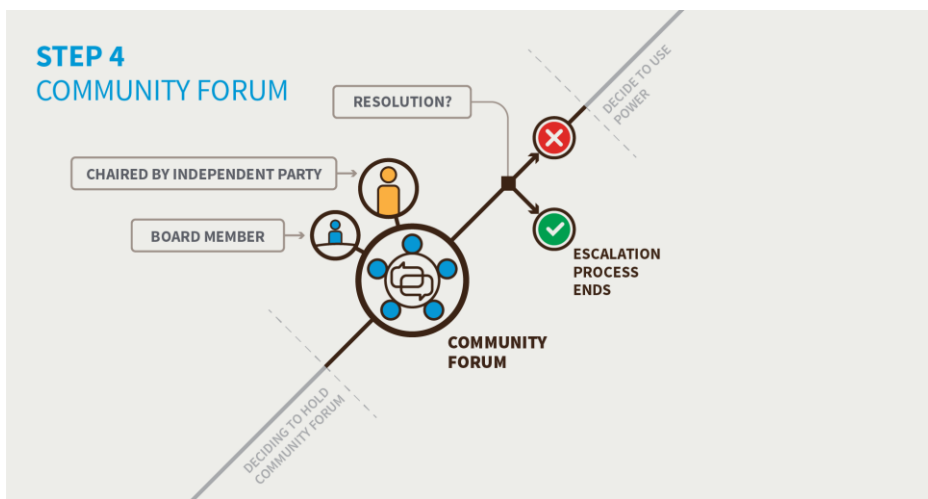 STEP 4
COMMUNITY FORUM
RESOLUTION?
DECIDE TO USE
POWER
CHAIRED BY INDEPENDENT PARTY
BOARD MEMBER
ESCALATION
PROCESS
ENDS
COMMUNITY
FORUM
DECIDING TO HOLD
COMMUNITY FORUM